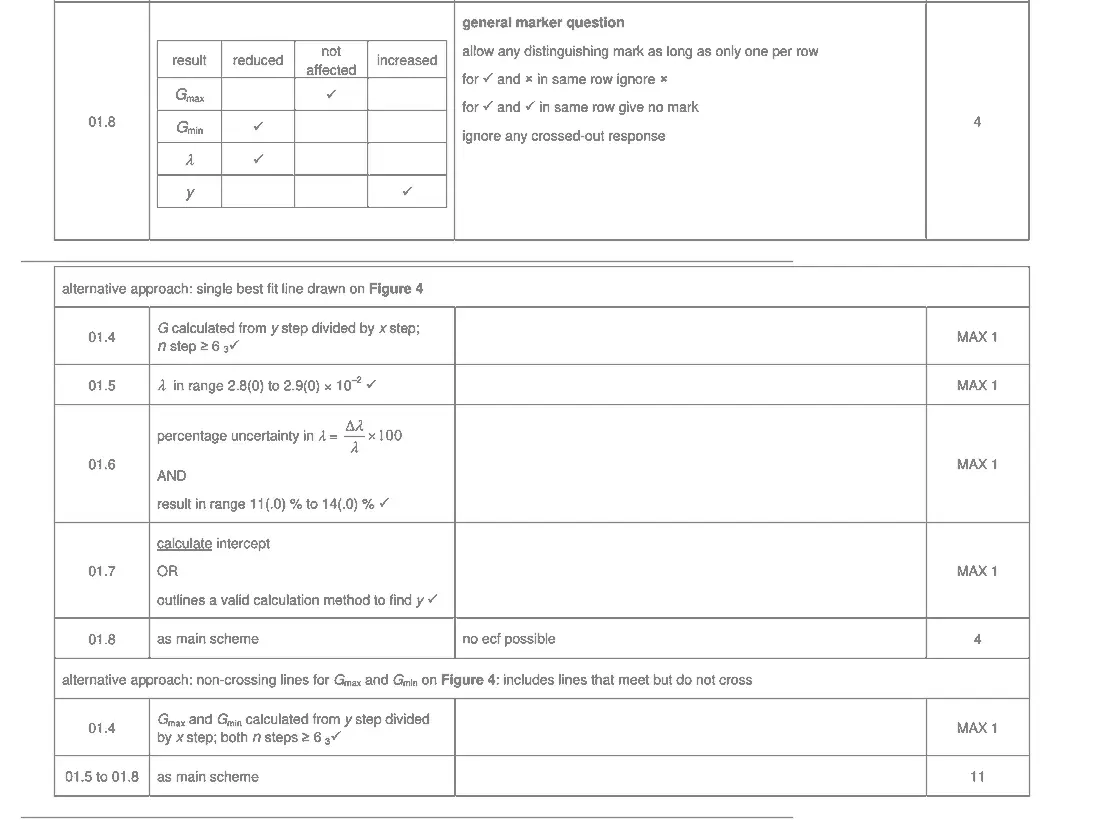 01.8
result reduced not affected increased
Gmax ✓
Gmin ✓
λ ✓
y ✓
general marker question
allow any distinguishing mark as long as only one per row
for ✓ and × in same row ignore ×
for ✓ and ✓ in same row give no mark
ignore any crossed-out response
4
alternative approach: single best fit line drawn on Figure 4
01.4
G calculated from y step divided by x step;
n step ≥ 6 ₃✓
MAX 1
01.5
λ in range 2.8(0) to 2.9(0) × 10⁻² ✓
MAX 1
01.6
percentage uncertainty in λ = Δλ/λ × 100
AND
result in range 11(.0) % to 14(.0) % ✓
MAX 1
01.7
calculate intercept
OR
outlines a valid calculation method to find y ✓
MAX 1
01.8
as main scheme
no ecf possible
4
alternative approach: non-crossing lines for Gmax and Gmin on Figure 4: includes lines that meet but do not cross
01.4
Gmax and Gmin calculated from y step divided
by x step; both n steps ≥ 6 ₃✓
MAX 1
01.5 to 01.8
as main scheme
11